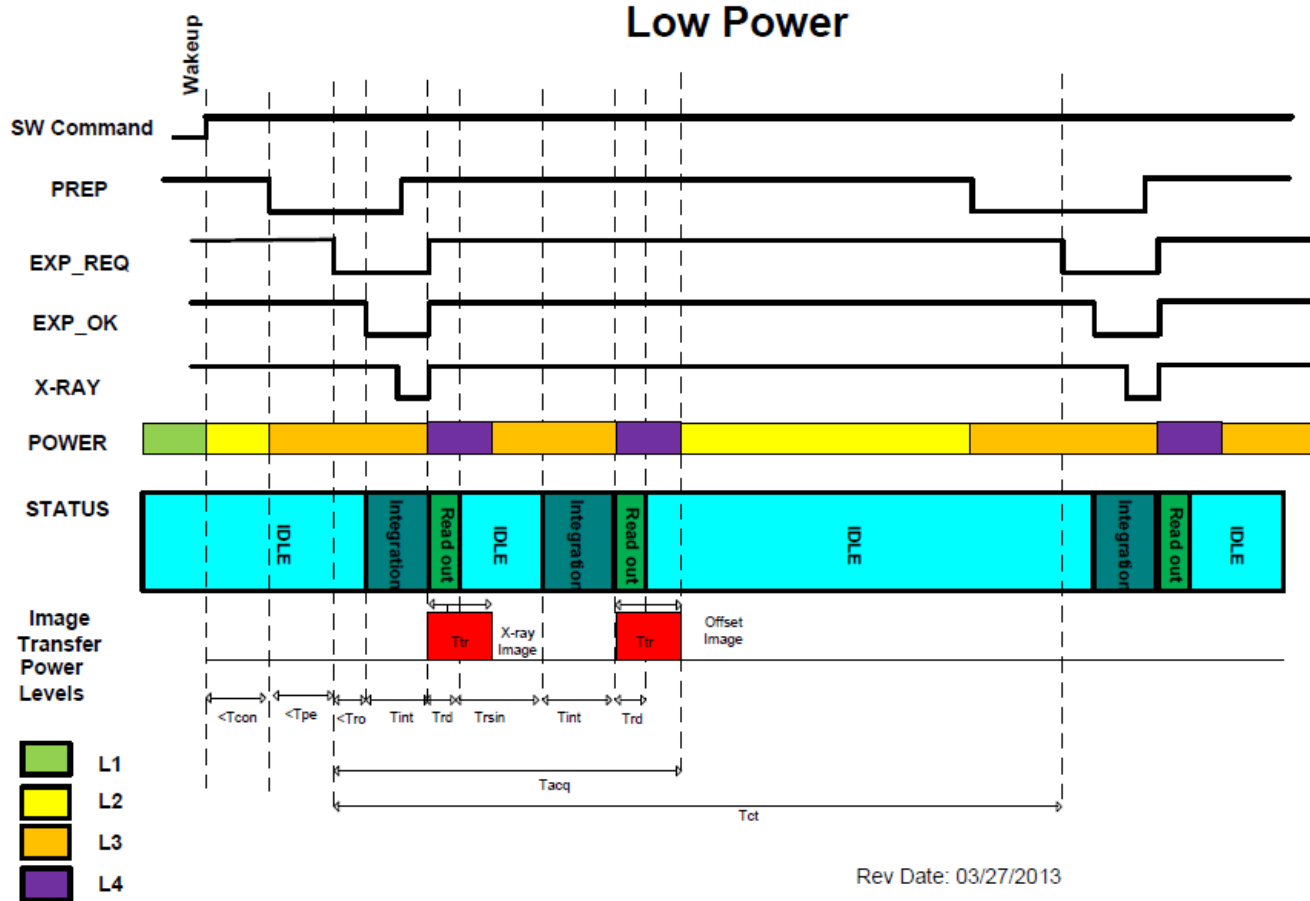 Low Power
Wakeup
SW Command
PREP
EXP_REQ
EXP_OK
X-RAY
POWER
STATUS
IDLE
Integration
Read out
IDLE
Integration
Read out
IDLE
Integration
Read out
IDLE
Image
Transfer
Power
Levels
Ttr
X-ray
Image
Ttr
Offset
Image
<Tcon
<Tpe
<Tro
Tint
Trd
Trsin
Tint
Trd
Tacq
Tct
L1
L2
L3
L4
Rev Date: 03/27/2013